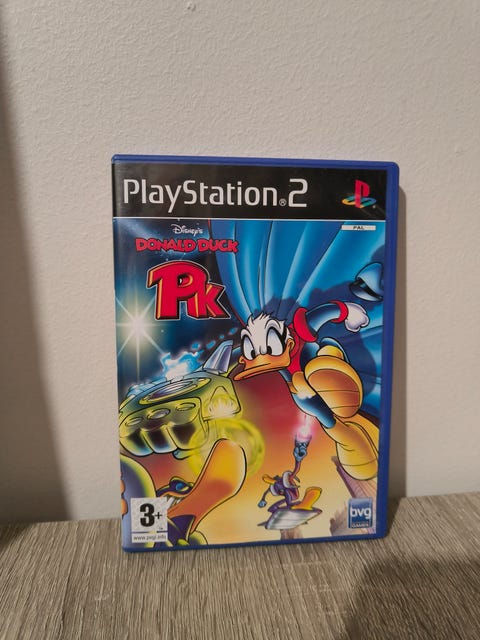 PlayStation®2
PAL
Disney's
DONALD DUCK
PK
3+
www.pegi.info
bvg
GAMES